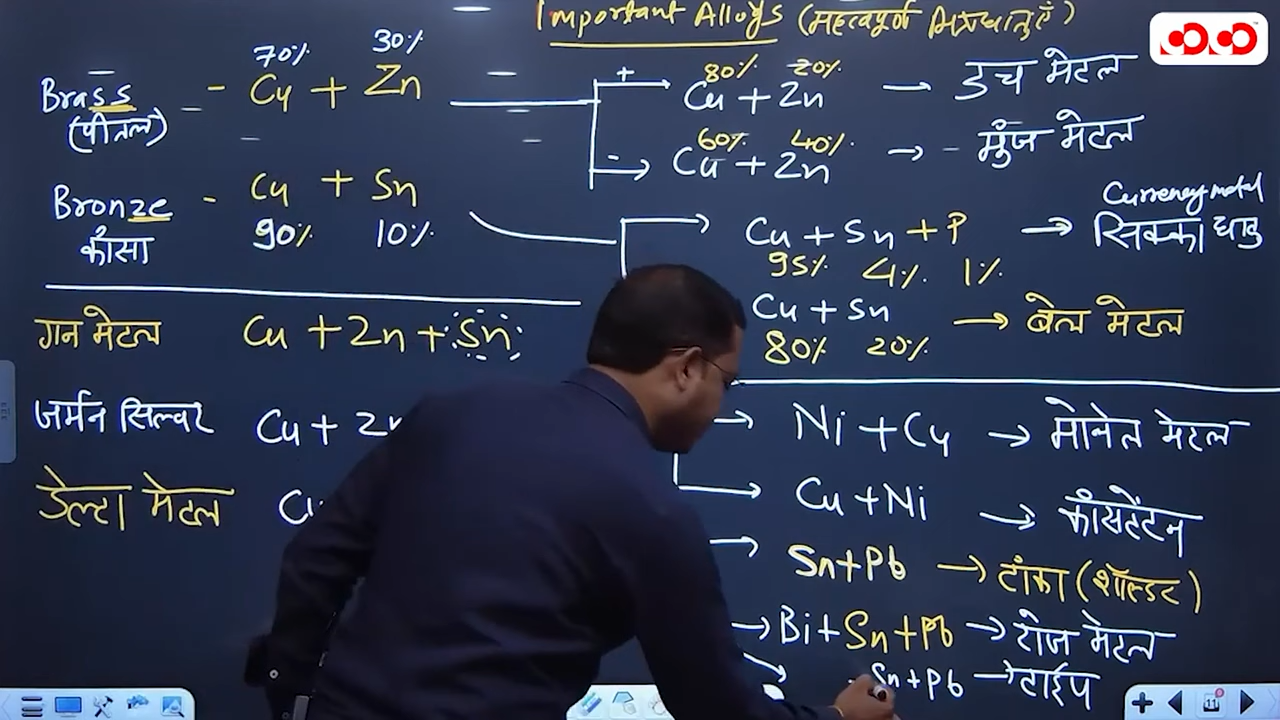 Important Alloys (महत्वपूर्ण मिश्रधातुएँ)
70% 30%
Brass - Cu + Zn
(पीतल)
80% 20%
+ Cu + Zn → डच मेटल
60% 40%
- Cu + Zn → - मुंज मेटल
Bronze - Cu + Sn
कांसा 90% 10%
Currency metal
Cu + Sn + P → सिक्का धातु
95% 4% 1%
Cu + Sn → बेल मेटल
80% 20%
गन मेटल Cu + Zn + Sn
जर्मन सिल्वर Cu + Zn
डेल्टा मेटल
→ Ni + Cu → मोनेल मेटल
→ Cu + Ni → कांसटेंटन
→ Sn + Pb → टांका (शॉल्डर)
→ Bi + Sn + Pb → रोज मेटल
Sn + Pb → टाईप
11